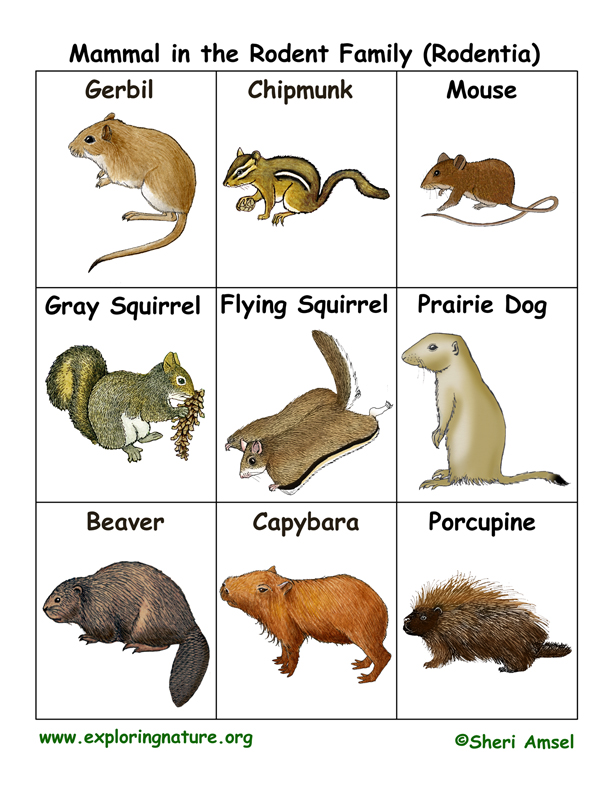 Mammal in the Rodent Family (Rodentia)
Gerbil
Chipmunk
Mouse
Gray Squirrel
Flying Squirrel
Prairie Dog
Beaver
Capybara
Porcupine
www.exploringnature.org
©Sheri Amsel